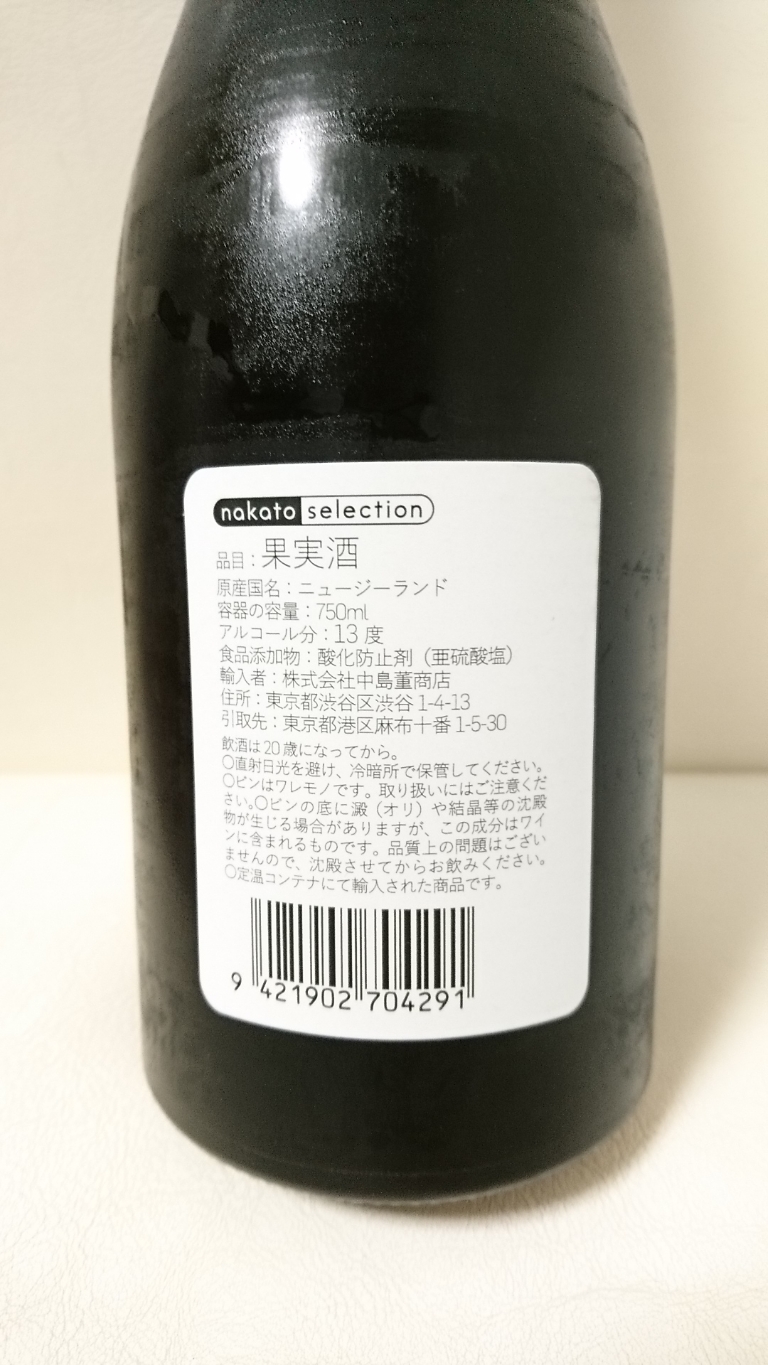 nakato selection
品目：果実酒
原産国名：ニュージーランド
容器の容量：750ml
アルコール分：13 度
食品添加物：酸化防止剤（亜硫酸塩）
輸入者：株式会社中島董商店
住所：東京都渋谷区渋谷 1-4-13
引取先：東京都港区麻布十番 1-5-30
飲酒は20歳になってから。
〇直射日光を避け、冷暗所で保管してください。
〇ビンはワレモノです。取り扱いにはご注意くだ
さい。〇ビンの底に澱（オリ）や結晶等の沈殿
物が生じる場合がありますが、この成分はワイ
ンに含まれるものです。品質上の問題はござい
ませんので、沈殿させてからお飲みください。
〇定温コンテナにて輸入された商品です。
9 421902 704291